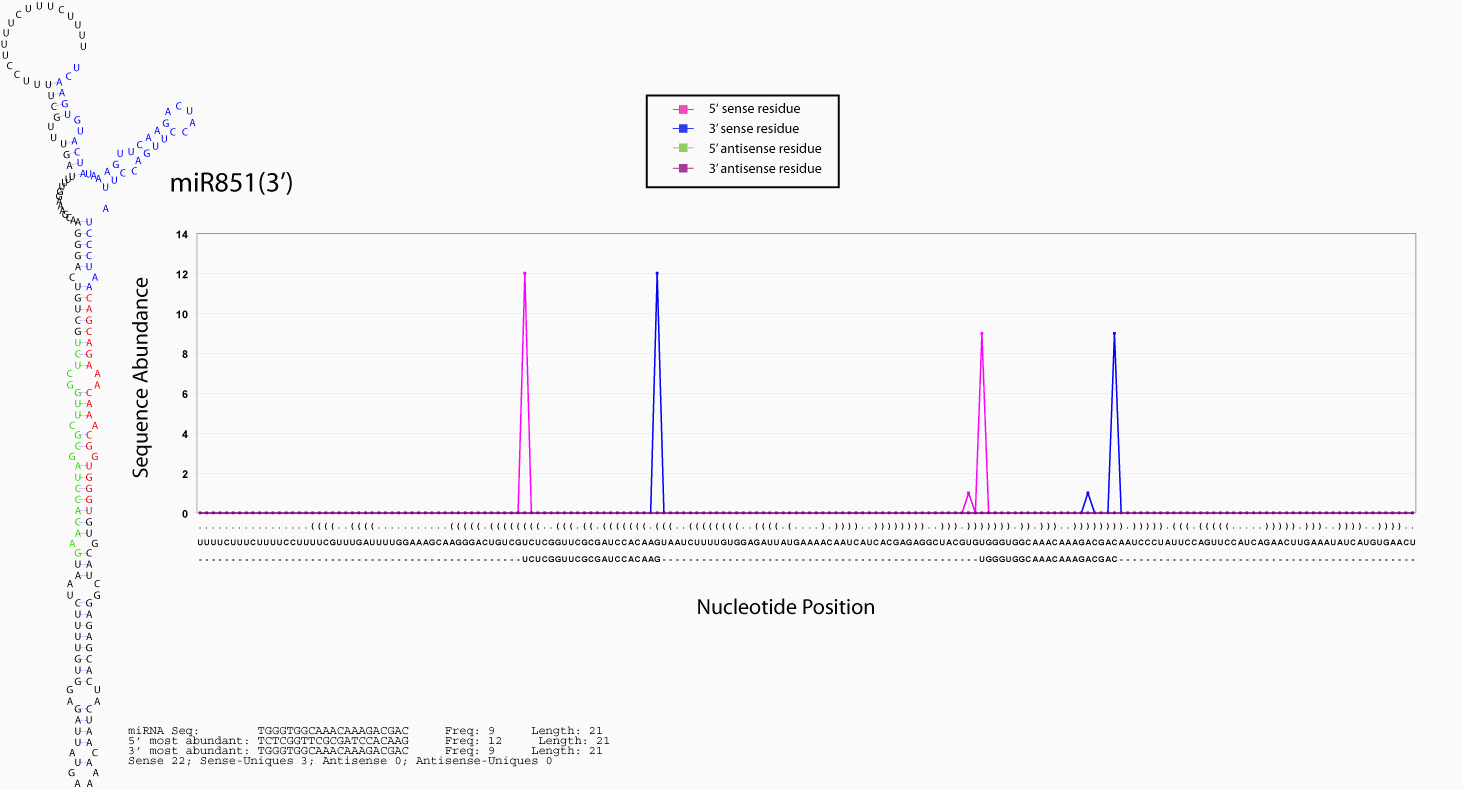 miR851(3’)
5’ sense residue
3’ sense residue
5’ antisense residue
3’ antisense residue
Sequence Abundance
14
12
10
8
6
4
2
0
UUUUCUUUCUUUUCCUUUUCGUUUGAUUUUGGAAAGCAAGGGACUGUCGUCUCGGUUCGCGAUCCACAAGUAAUCUUUUGUGGAGAUUAUGAAAACAAUCAUCACGAGAGGCUACGUGUGGGUGGCAAACAAAGACGACAAUCCCUAUUCCAGUUCCAUCAGAACUUGAAAUAUCAUGUGAACU
UCUCGGUUCGCGAUCCACAAG UGGGUGGCAAACAAAGACGAC
Nucleotide Position
miRNA Seq: TGGGTGGCAAACAAAGACGAC Freq: 9 Length: 21
5’ most abundant: TCTCGGTTCGCGATCCACAAG Freq: 12 Length: 21
3’ most abundant: TGGGTGGCAAACAAAGACGAC Freq: 9 Length: 21
Sense 22; Sense-Uniques 3; Antisense 0; Antisense-Uniques 0